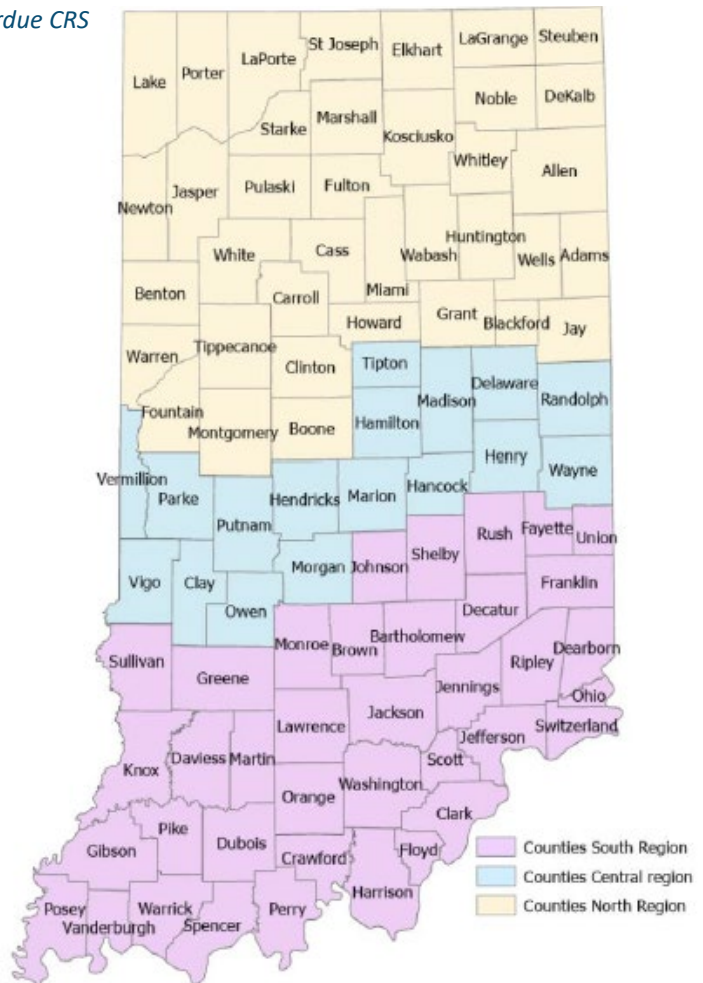 rdue CRS
St Joseph
Elkhart
LaGrange
Steuben
LaPorte
Lake
Porter
Noble
DeKalb
Starke
Marshall
Kosciusko
Whitley
Allen
Newton
Jasper
Pulaski
Fulton
White
Cass
Wabash
Huntington
Wells
Adams
Benton
Carroll
Miami
Howard
Grant
Blackford
Jay
Warren
Tippecanoe
Clinton
Tipton
Madison
Delaware
Randolph
Fountain
Montgomery
Boone
Hamilton
Vermillion
Parke
Putnam
Hendricks
Marion
Hancock
Henry
Wayne
Rush
Fayette
Union
Vigo
Clay
Owen
Morgan
Johnson
Shelby
Franklin
Decatur
Sullivan
Greene
Monroe
Brown
Bartholomew
Ripley
Dearborn
Jennings
Ohio
Lawrence
Jackson
Jefferson
Switzerland
Knox
Daviess
Martin
Orange
Washington
Scott
Clark
Gibson
Pike
Dubois
Crawford
Floyd
Harrison
Posey
Vanderburgh
Warrick
Spencer
Perry
Counties South Region
Counties Central region
Counties North Region